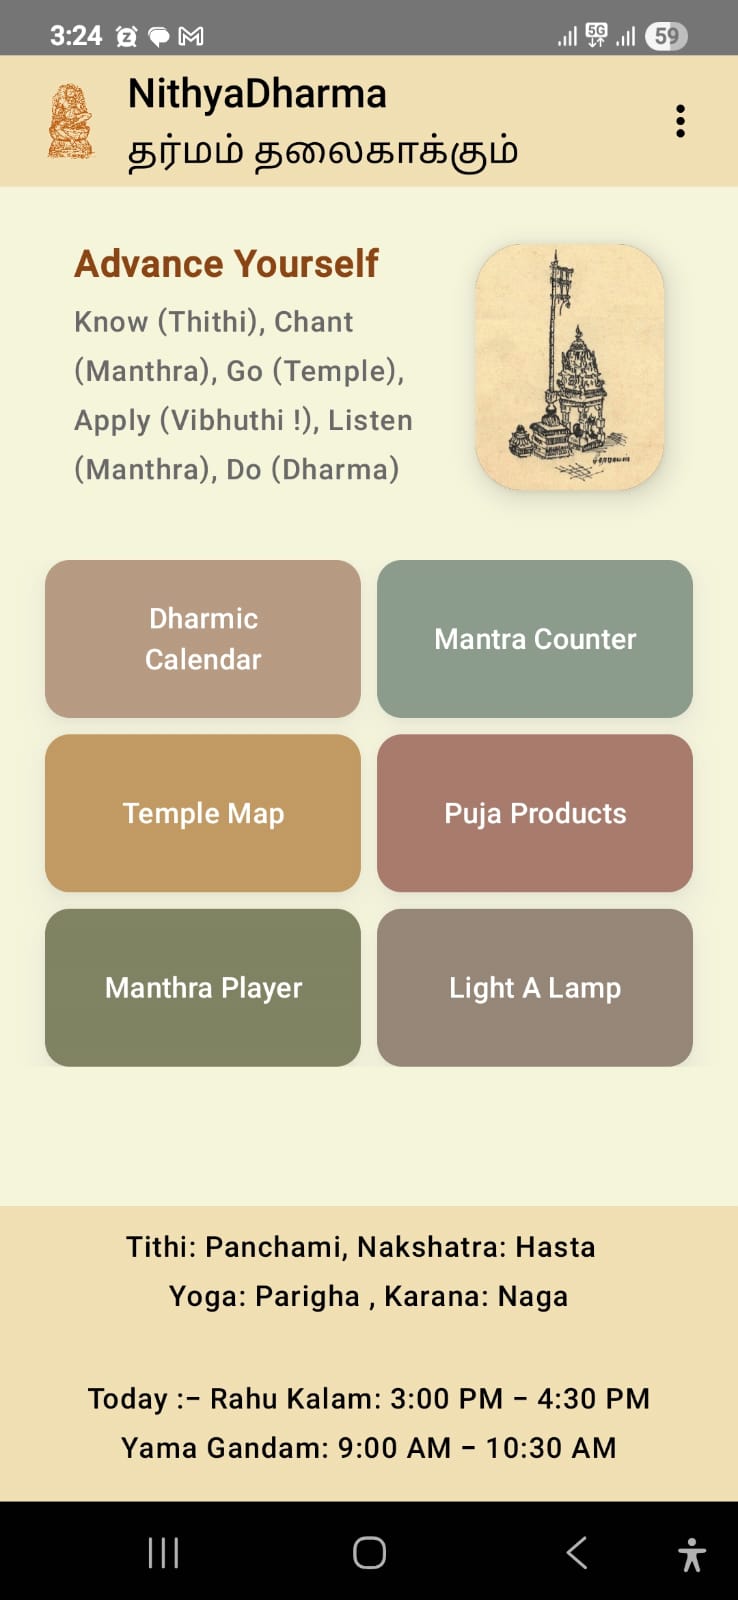 3:24
5G
59
NithyaDharma
தர்மம் தலைகாக்கும்
Advance Yourself
Know (Thithi), Chant
(Manthra), Go (Temple),
Apply (Vibhuthi !), Listen
(Manthra), Do (Dharma)
Dharmic
Calendar
Mantra Counter
Temple Map
Puja Products
Manthra Player
Light A Lamp
Tithi: Panchami, Nakshatra: Hasta
Yoga: Parigha , Karana: Naga
Today :– Rahu Kalam: 3:00 PM – 4:30 PM
Yama Gandam: 9:00 AM – 10:30 AM